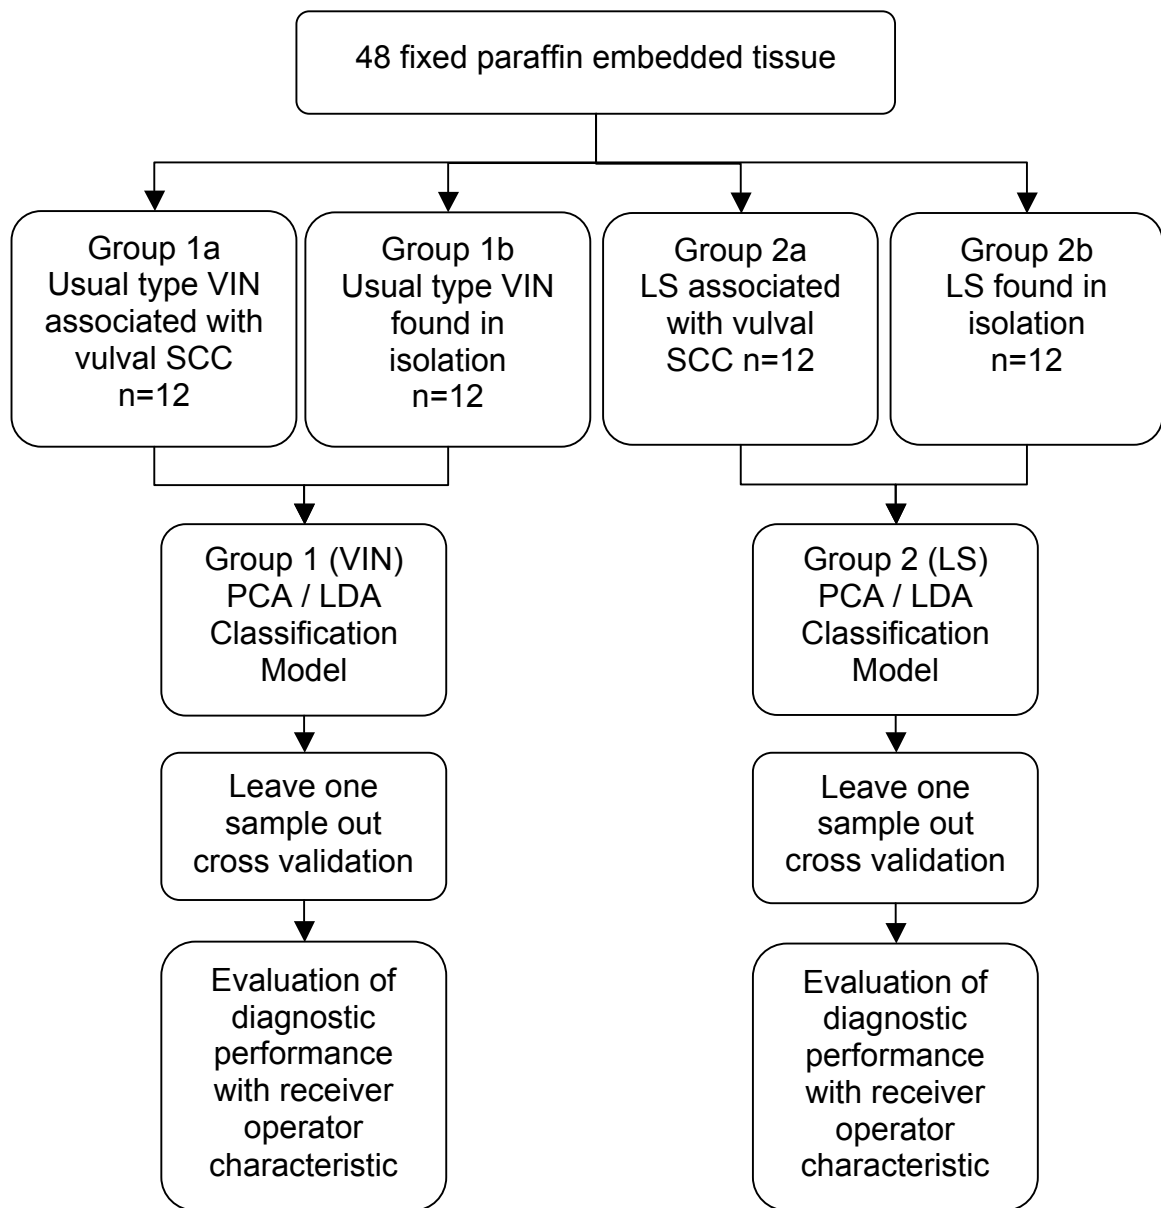 48 fixed paraffin embedded tissue
Group 1a
Usual type VIN
associated with
vulval SCC
n=12
Group 1b
Usual type VIN
found in
isolation
n=12
Group 2a
LS associated
with vulval
SCC n=12
Group 2b
LS found in
isolation
n=12
Group 1 (VIN)
PCA / LDA
Classification
Model
Group 2 (LS)
PCA / LDA
Classification
Model
Leave one
sample out
cross validation
Leave one
sample out
cross validation
Evaluation of
diagnostic
performance
with receiver
operator
characteristic
Evaluation of
diagnostic
performance
with receiver
operator
characteristic